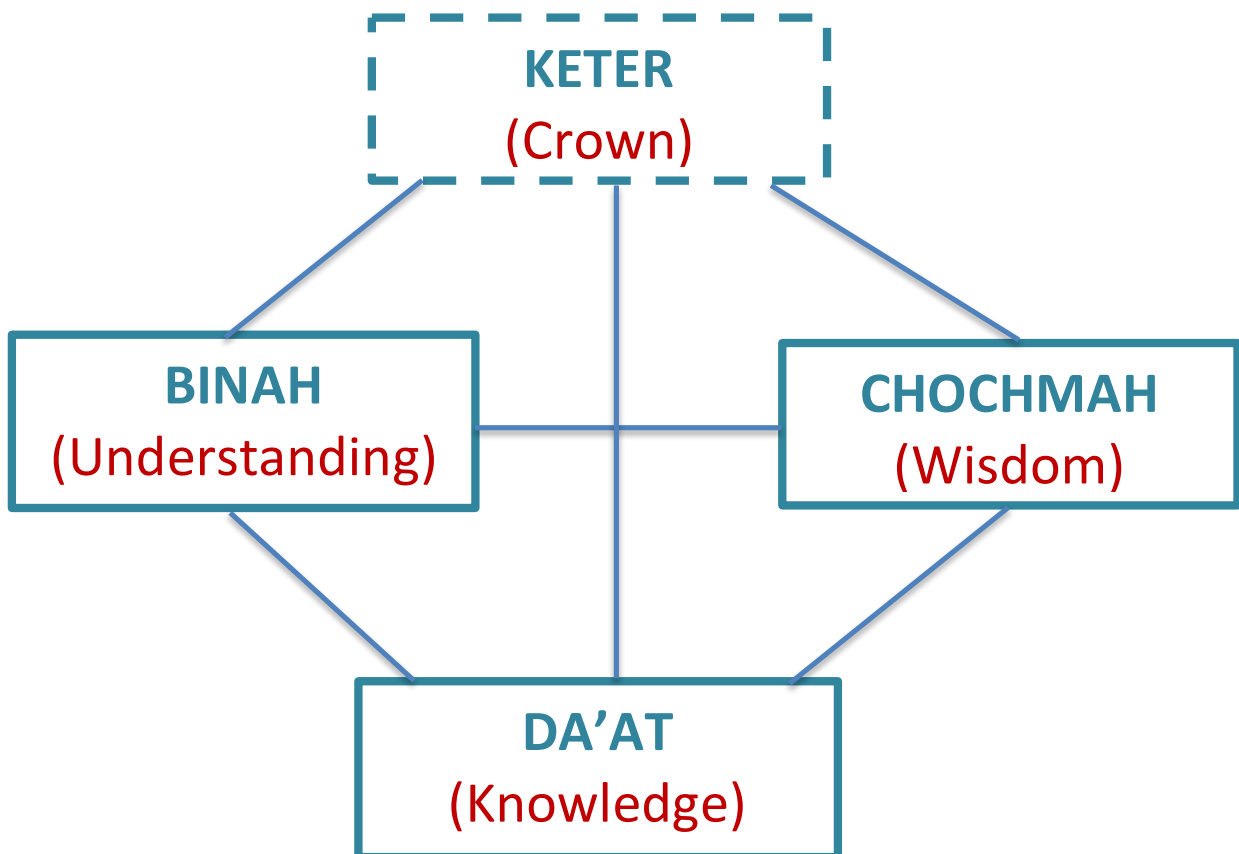 KETER
(Crown)
BINAH
(Understanding)
CHOCHMAH
(Wisdom)
DA’AT
(Knowledge)